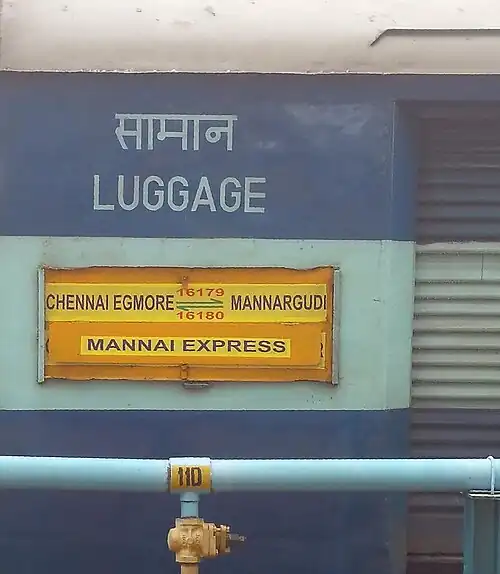 सामान
LUGGAGE
16179
CHENNAI EGMORE MANNARGUDI
16180
MANNAI EXPRESS
110